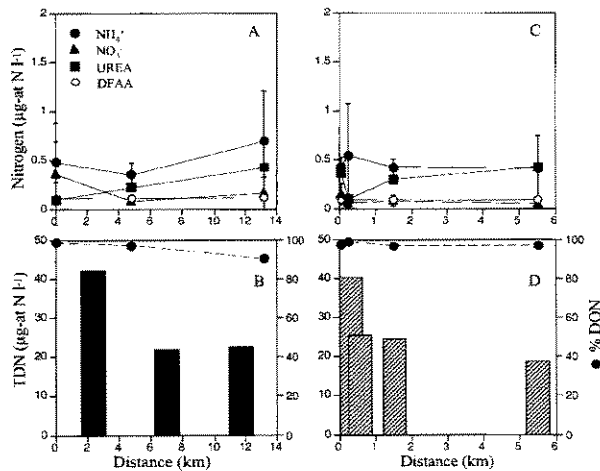 A
NH₄⁺
NO₃⁻
UREA
DFAA
Nitrogen (µg-at N l⁻¹)
2
1.5
1
0.5
0
0 2 4 6 8 10 12 14
C
2
1.5
1
0.5
0
0 1 2 3 4 5 6
B
TDN (µg-at N l⁻¹)
50
40
30
20
10
0
100
80
60
40
20
0
0 2 4 6 8 10 12 14
Distance (km)
D
50
40
30
20
10
0
100
80
60
40
20
0
% DON
0 1 2 3 4 5 6
Distance (km)